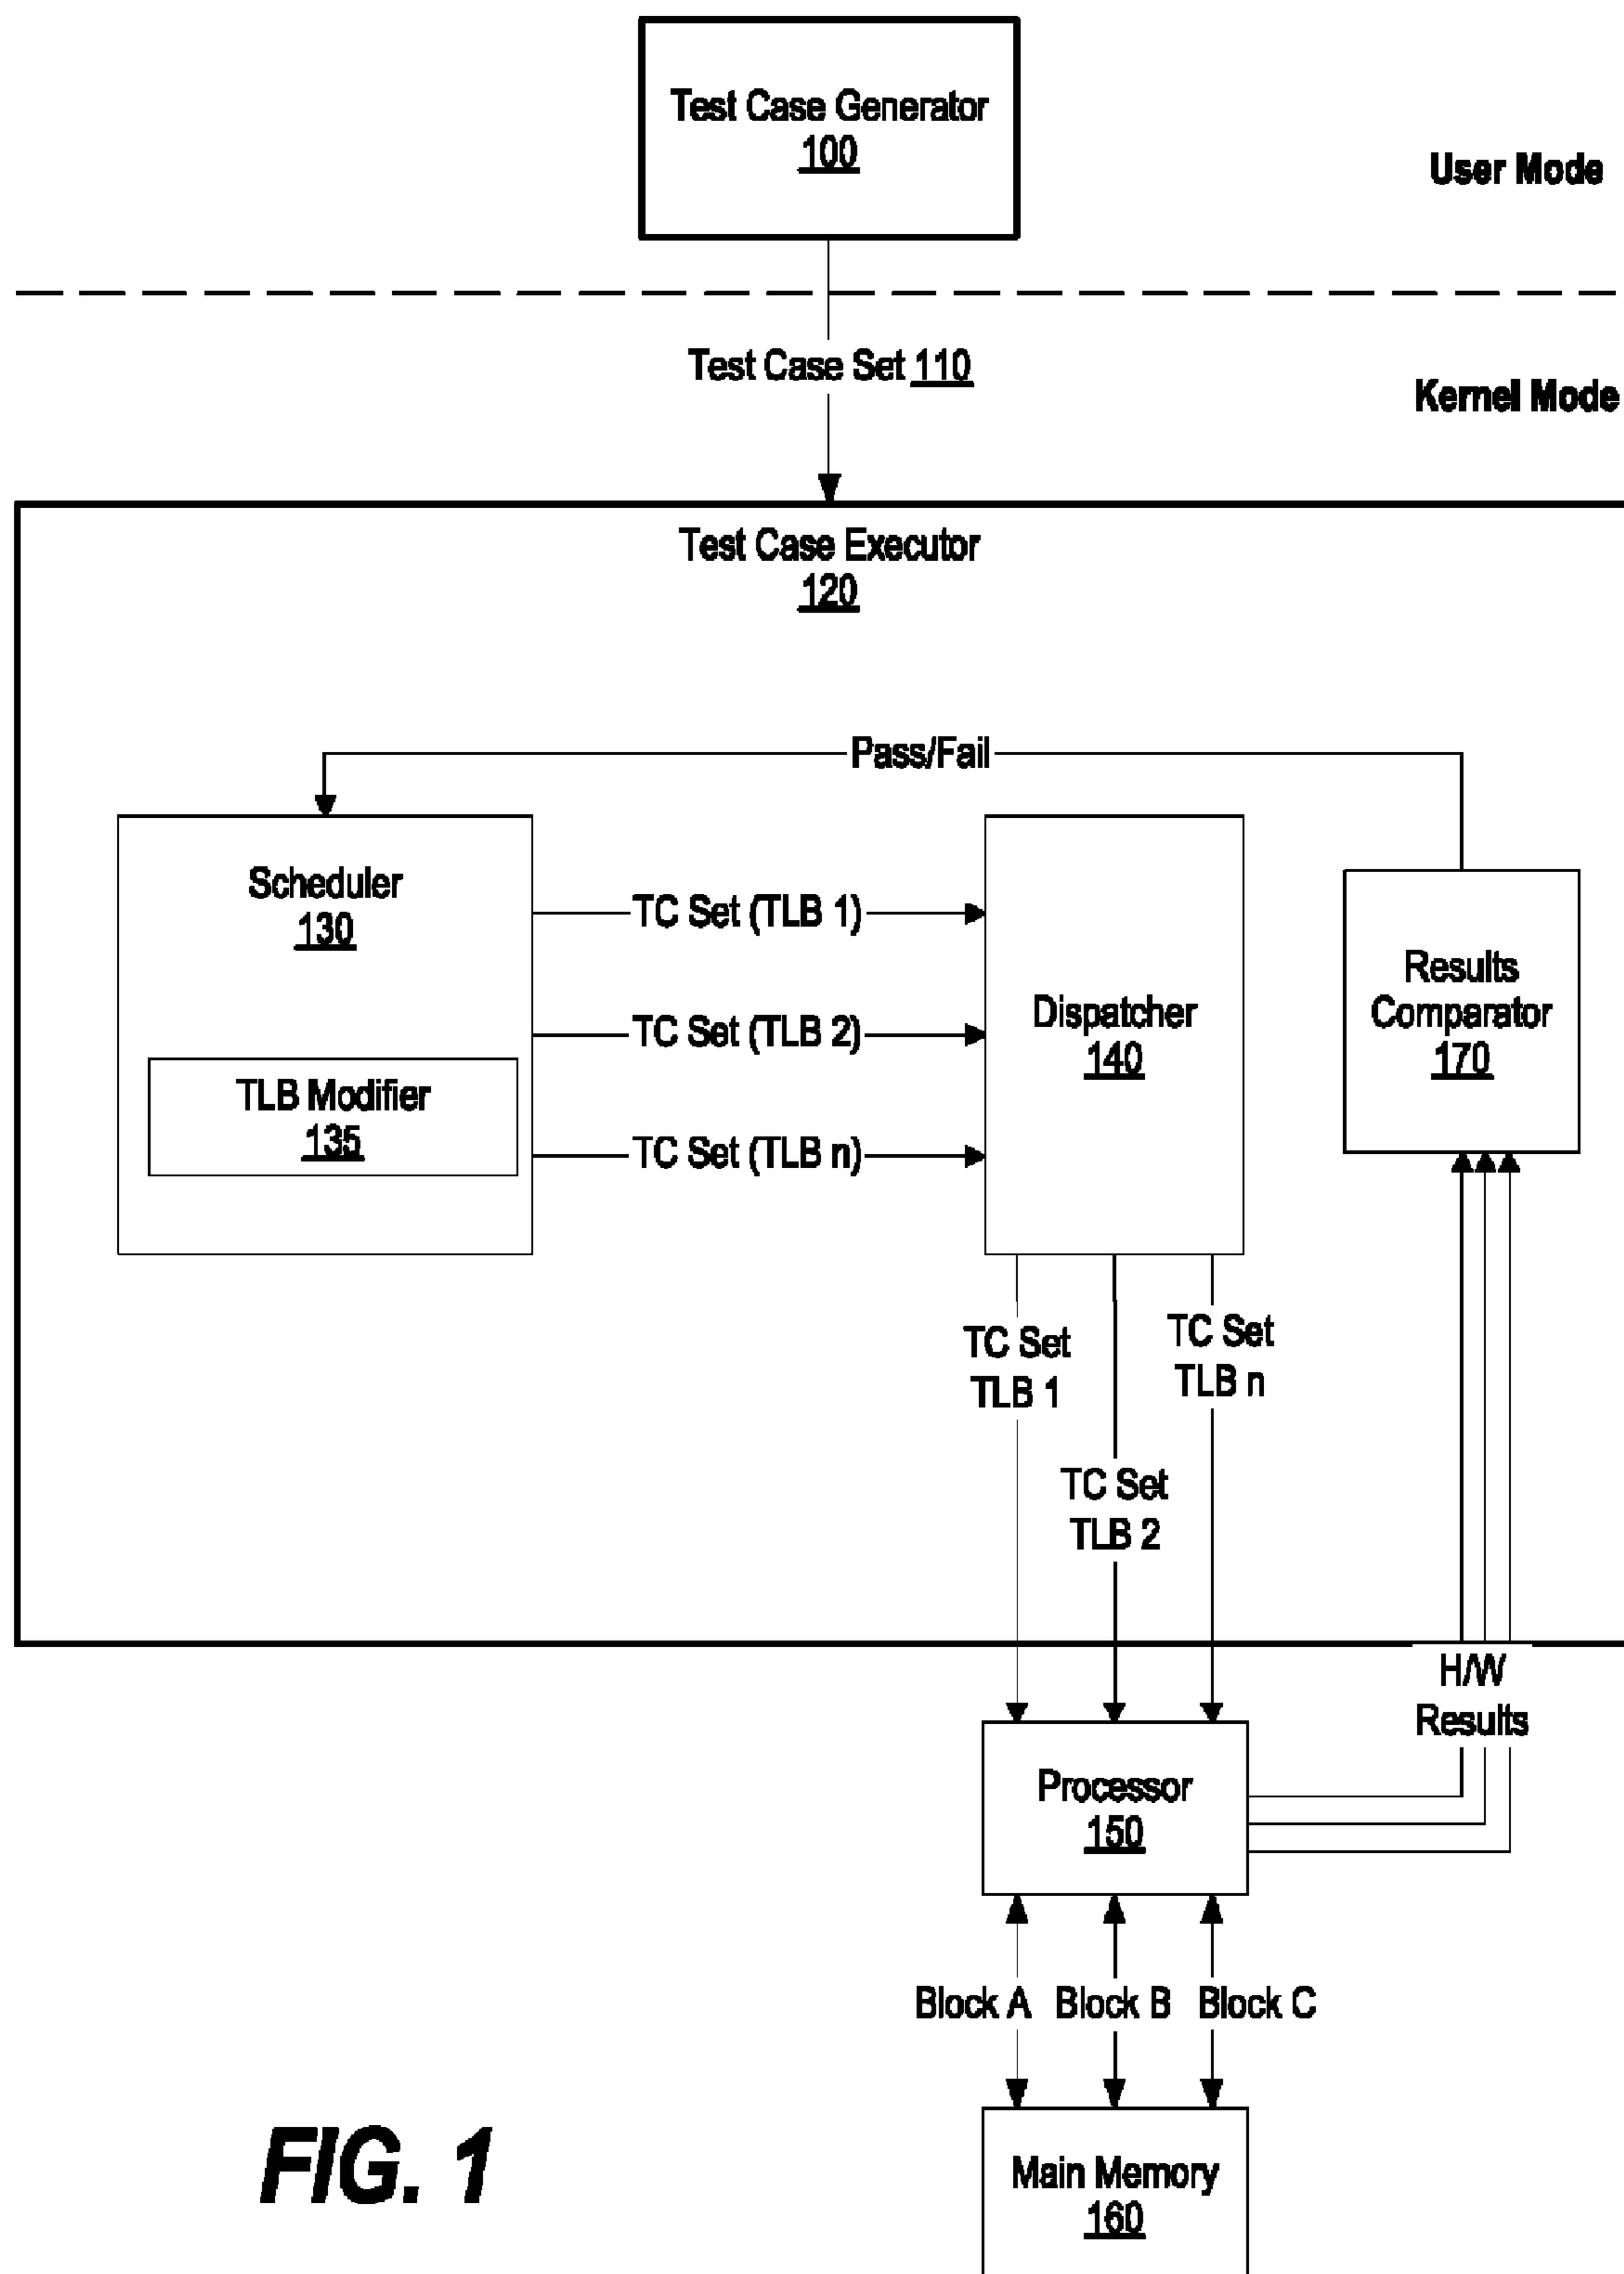 Test Case Generator
100
User Mode
Test Case Set 110
Kernel Mode
Test Case Executor
120
Pass/Fail
Scheduler
130
TC Set (TLB 1)
TC Set (TLB 2)
TC Set (TLB n)
TLB Modifier
135
Dispatcher
140
Results
Comparator
170
TC Set
TLB 1
TC Set
TLB 2
TC Set
TLB n
H/W
Results
Processor
150
Block A
Block B
Block C
Main Memory
160
FIG. 1